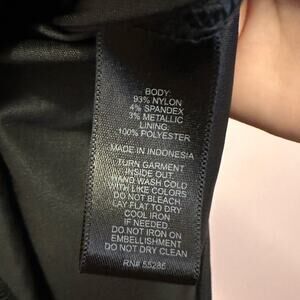 BODY:
93% NYLON
4% SPANDEX
3% METALLIC
LINING:
100% POLYESTER
MADE IN INDONESIA
TURN GARMENT
INSIDE OUT
HAND WASH COLD
WITH LIKE COLORS
DO NOT BLEACH
LAY FLAT TO DRY
COOL IRON
IF NEEDED
DO NOT IRON ON
EMBELLISHMENT
DO NOT DRY CLEAN
RN# 55285